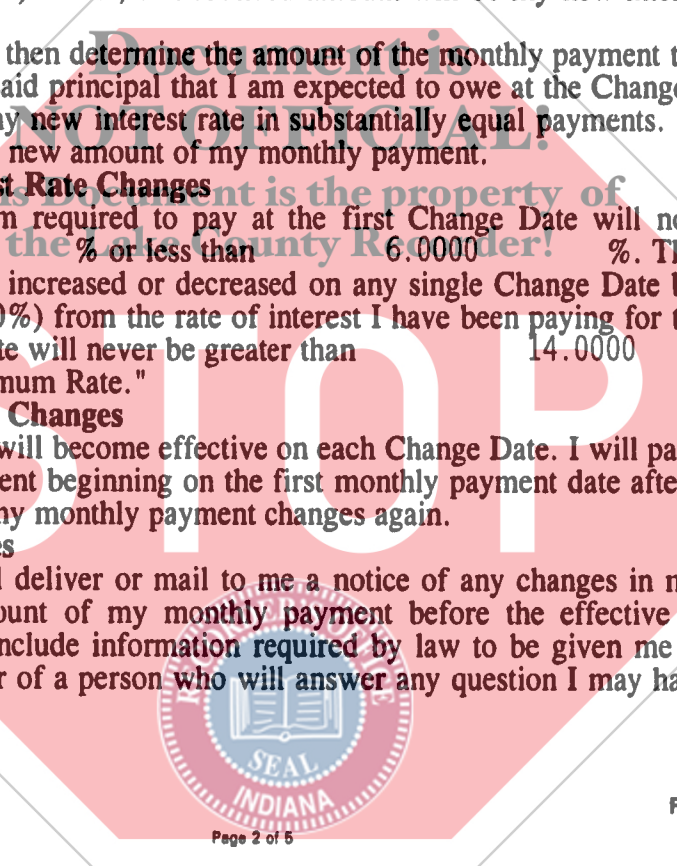 then determine the amount of the monthly payment t
aid principal that I am expected to owe at the Change
ny new interest rate in substantially equal payments.
new amount of my monthly payment.
st Rate Changes
m required to pay at the first Change Date will no
% or less than 6.0000 %. Th
increased or decreased on any single Change Date b
0%) from the rate of interest I have been paying for t
te will never be greater than 14.0000
mum Rate."
Changes
will become effective on each Change Date. I will pa
ent beginning on the first monthly payment date afte
ny monthly payment changes again.
es
l deliver or mail to me a notice of any changes in m
ount of my monthly payment before the effective
nclude information required by law to be given me
r of a person who will answer any question I may ha
Page 2 of 5
Document is
NOT OFFICIAL!
is Document is the property of
the Lake County Recorder!
STOP
RECORDER'S OFFICE
SEAL
INDIANA